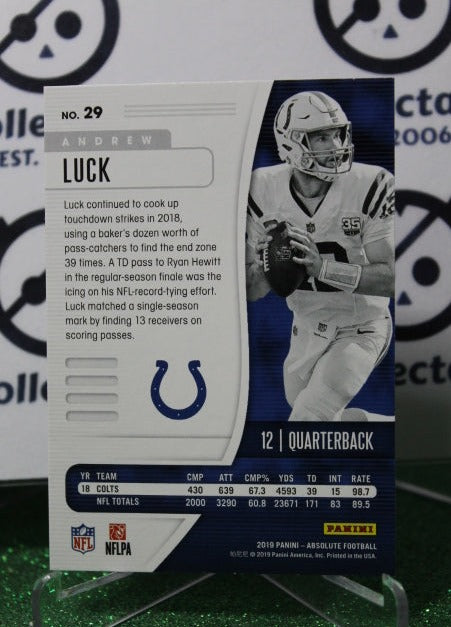 NO. 29
ANDREW
LUCK
Luck continued to cook up
touchdown strikes in 2018,
using a baker's dozen worth of
pass-catchers to find the end zone
39 times. A TD pass to Ryan Hewitt
in the regular-season finale was the
icing on his NFL-record-tying effort.
Luck matched a single-season
mark by finding 13 receivers on
scoring passes.
35
12 | QUARTERBACK
YR TEAM CMP ATT CMP% YDS TD INT RATE
18 COLTS 430 639 67.3 4593 39 15 98.7
NFL TOTALS 2000 3290 60.8 23671 171 83 89.5
NFL
NFLPA
PANINI
2019 PANINI – ABSOLUTE FOOTBALL
© 2019 Panini America, Inc. Printed in the USA.
EST.
2006